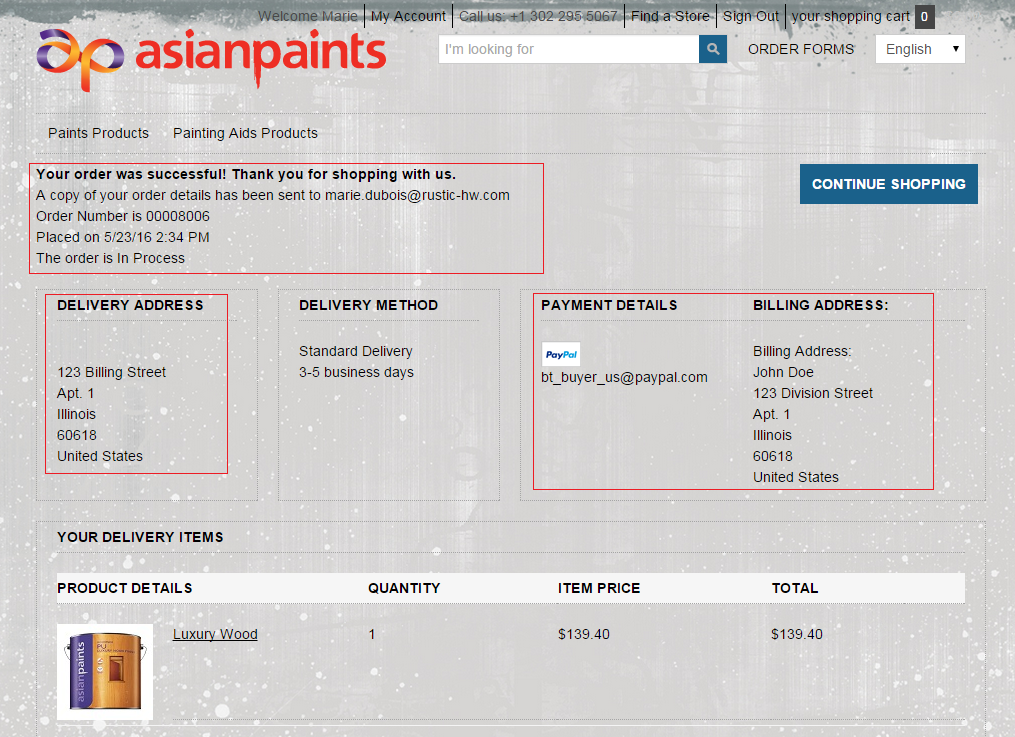 Welcome Marie My Account Call us: +1 302 295 5067 Find a Store Sign Out your shopping cart 0
asianpaints
I'm looking for
ORDER FORMS
English
Paints Products Painting Aids Products
Your order was successful! Thank you for shopping with us.
A copy of your order details has been sent to marie.dubois@rustic-hw.com
Order Number is 00008006
Placed on 5/23/16 2:34 PM
The order is In Process
CONTINUE SHOPPING
DELIVERY ADDRESS
123 Billing Street
Apt. 1
Illinois
60618
United States
DELIVERY METHOD
Standard Delivery
3-5 business days
PAYMENT DETAILS
PayPal
bt_buyer_us@paypal.com
BILLING ADDRESS:
Billing Address:
John Doe
123 Division Street
Apt. 1
Illinois
60618
United States
YOUR DELIVERY ITEMS
PRODUCT DETAILS QUANTITY ITEM PRICE TOTAL
asianpaints
PU
Luxury Wood 1 $139.40 $139.40